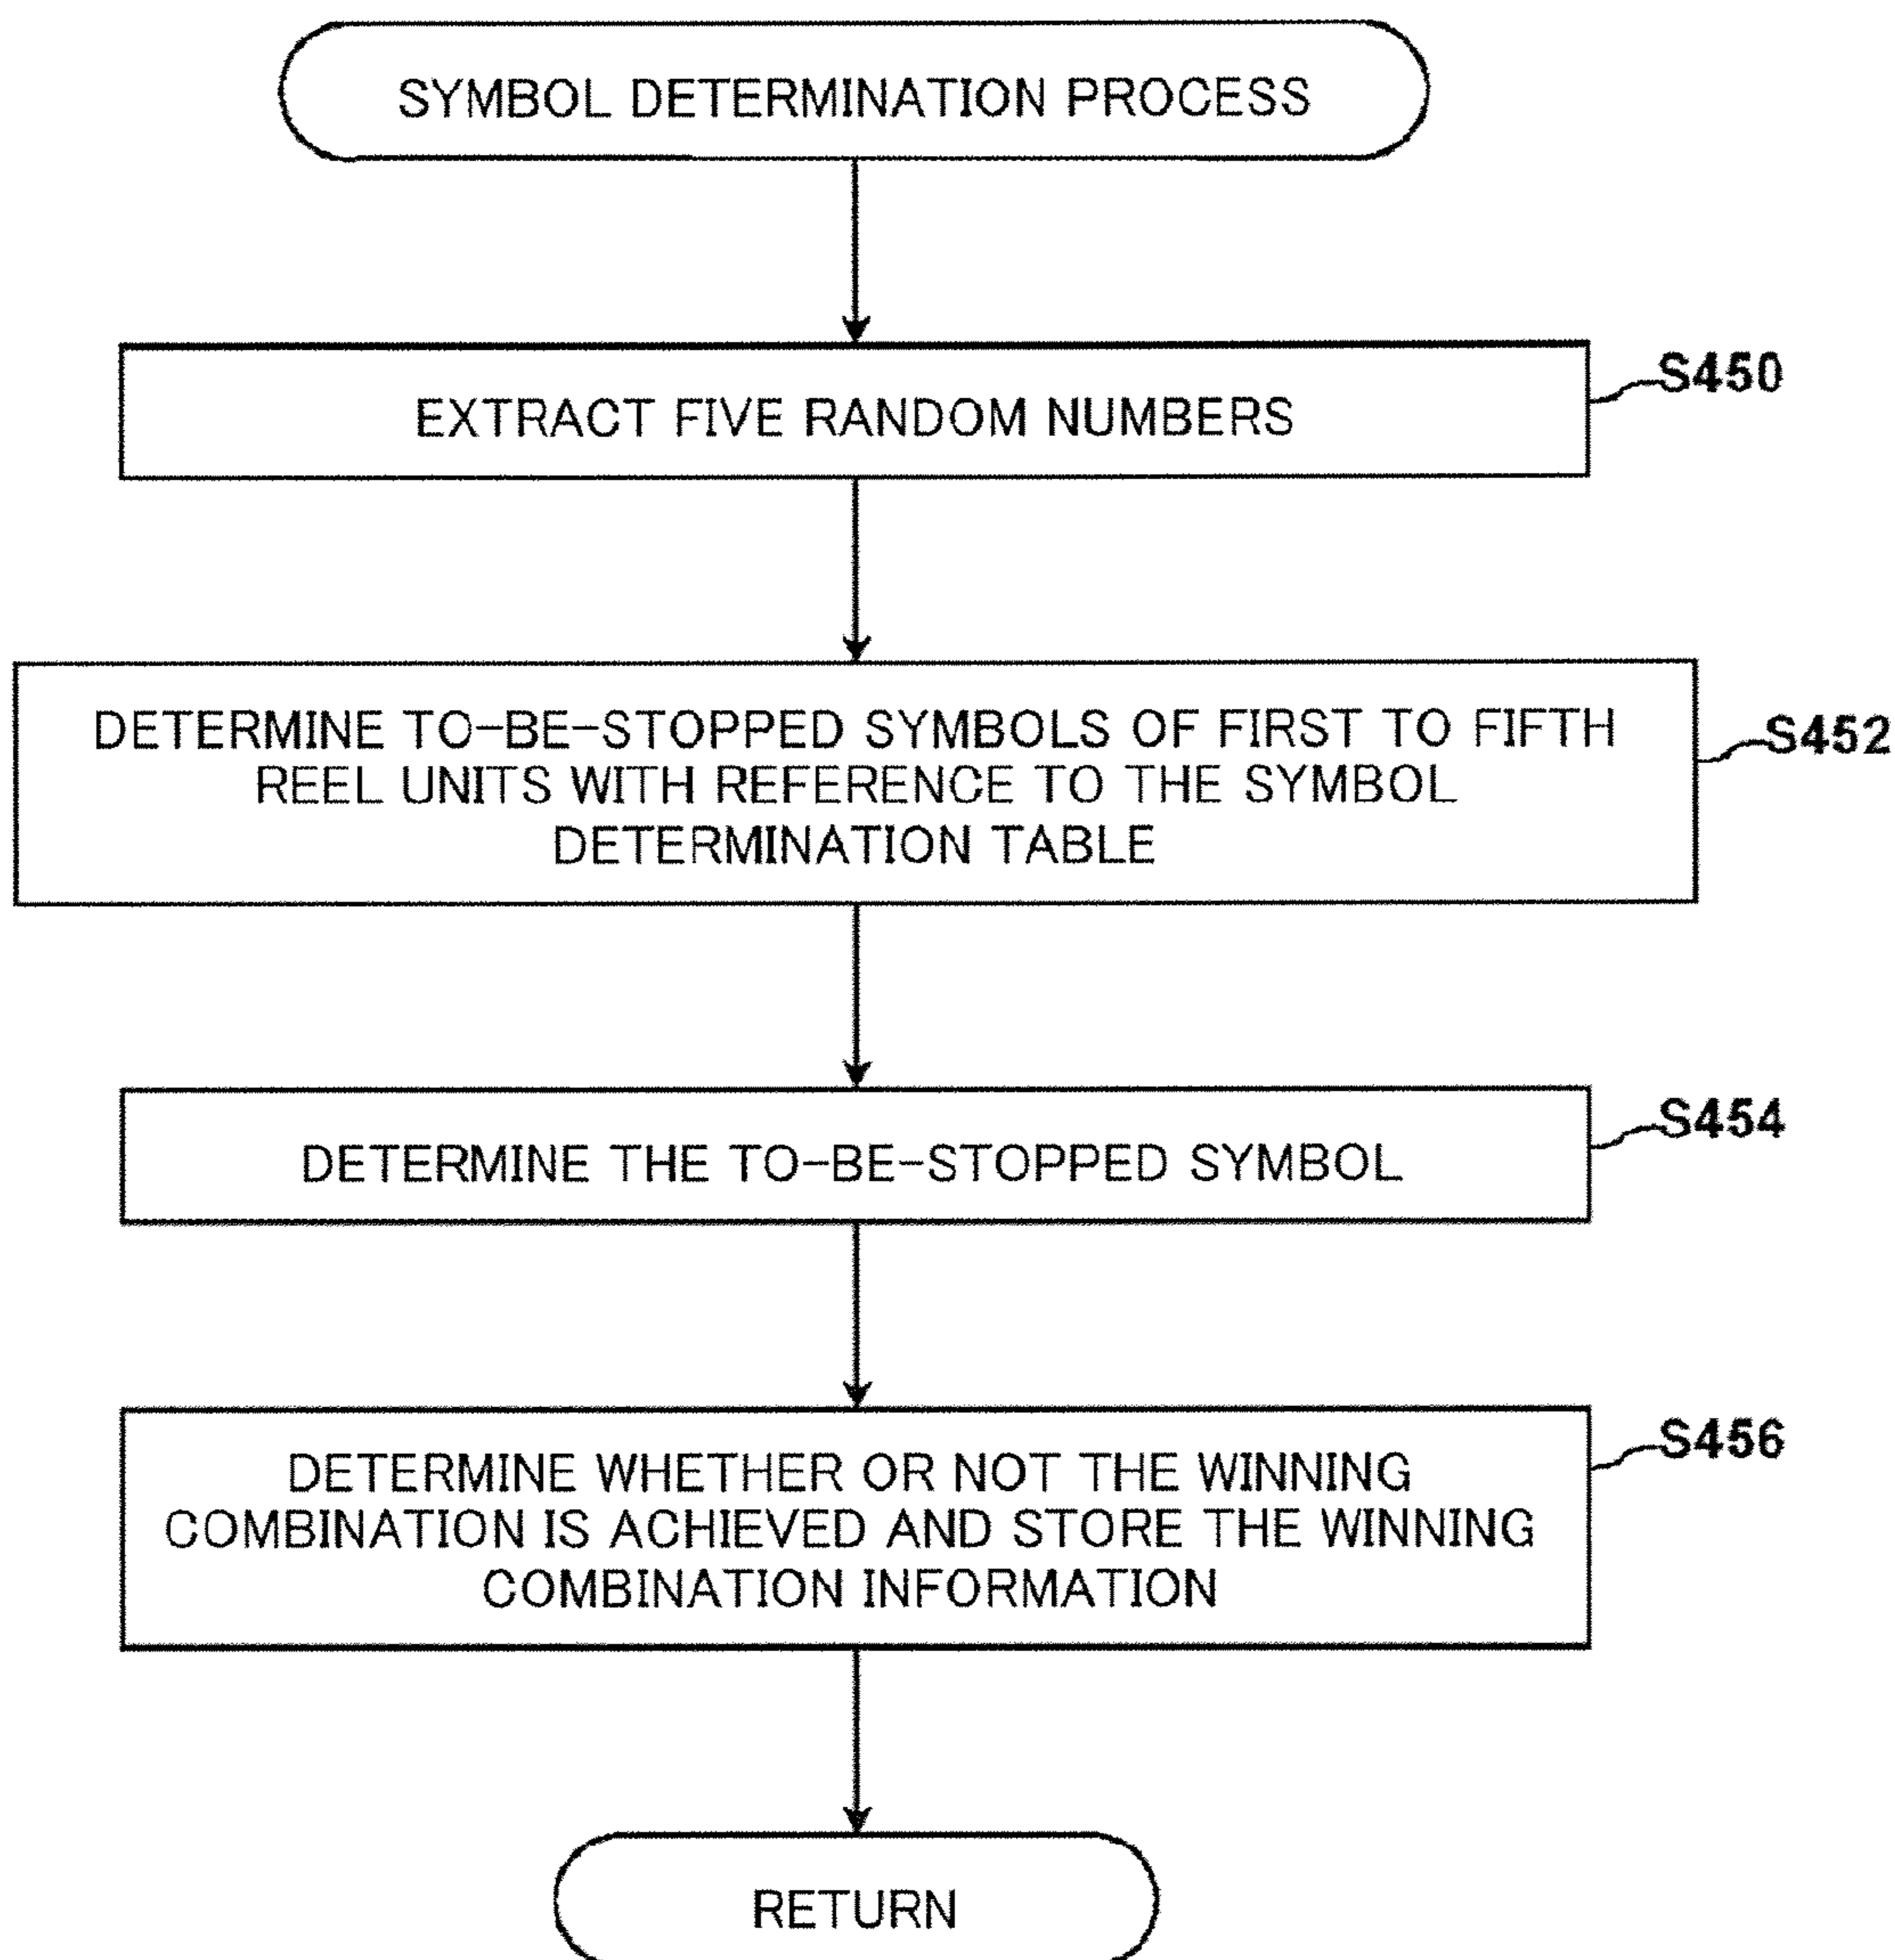 SYMBOL DETERMINATION PROCESS
EXTRACT FIVE RANDOM NUMBERS
S450
DETERMINE TO-BE-STOPPED SYMBOLS OF FIRST TO FIFTH
REEL UNITS WITH REFERENCE TO THE SYMBOL
DETERMINATION TABLE
S452
DETERMINE THE TO-BE-STOPPED SYMBOL
S454
DETERMINE WHETHER OR NOT THE WINNING
COMBINATION IS ACHIEVED AND STORE THE WINNING
COMBINATION INFORMATION
S456
RETURN